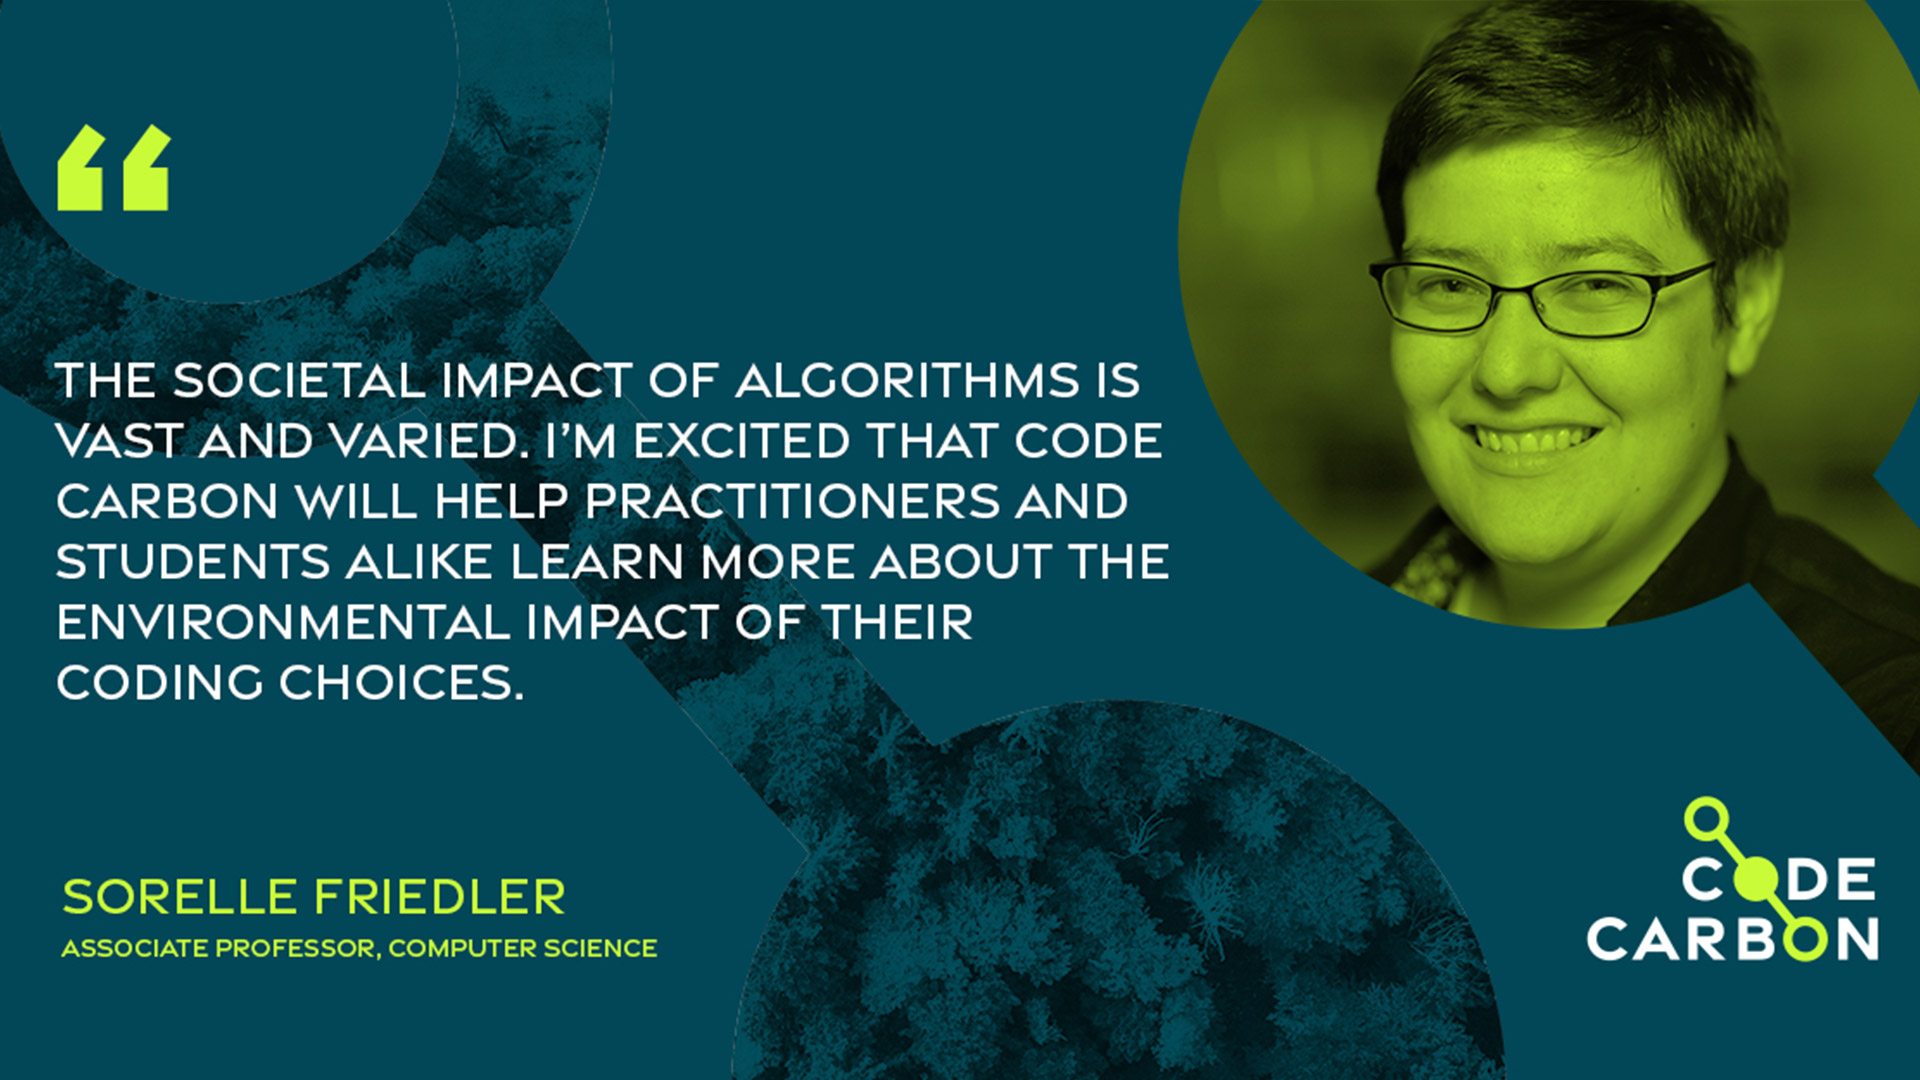 “
THE SOCIETAL IMPACT OF ALGORITHMS IS
VAST AND VARIED. I’M EXCITED THAT CODE
CARBON WILL HELP PRACTITIONERS AND
STUDENTS ALIKE LEARN MORE ABOUT THE
ENVIRONMENTAL IMPACT OF THEIR
CODING CHOICES.
SORELLE FRIEDLER
ASSOCIATE PROFESSOR, COMPUTER SCIENCE
CODE
CARBON